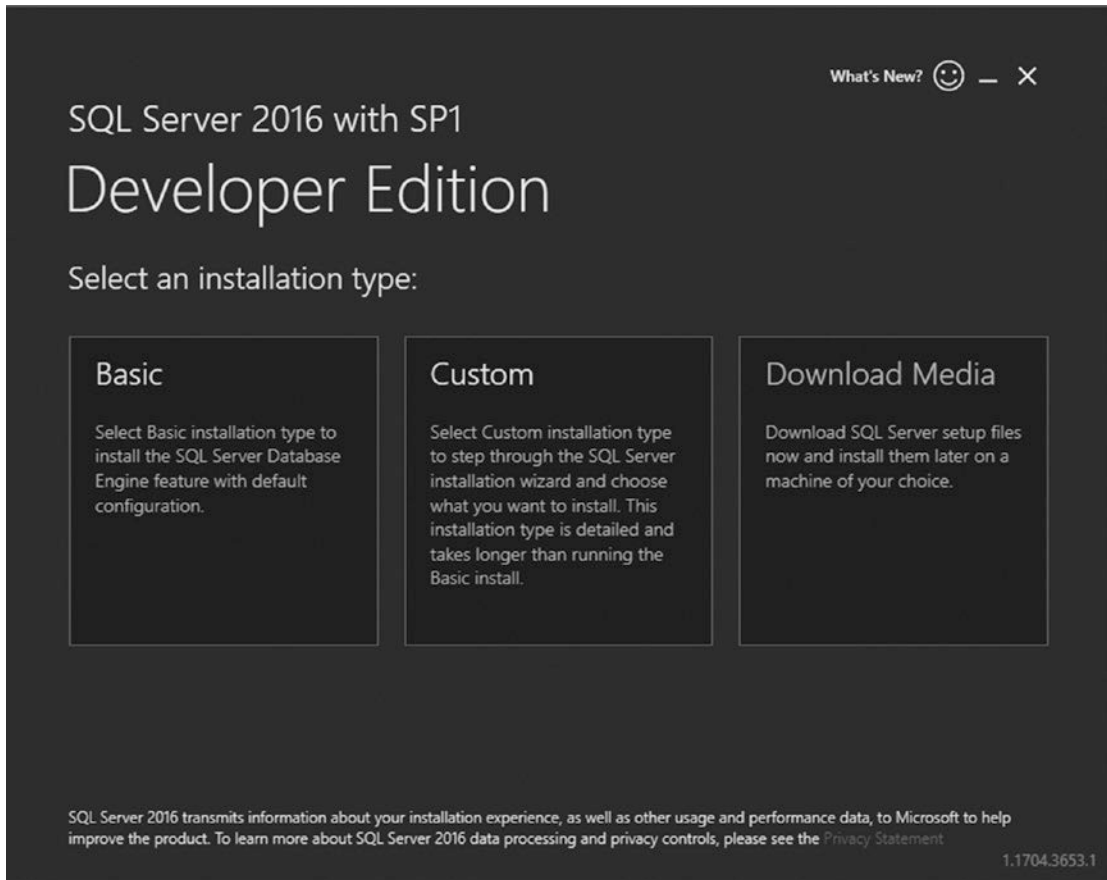 What's New?
SQL Server 2016 with SP1
Developer Edition
Select an installation type:
Basic
Select Basic installation type to
install the SQL Server Database
Engine feature with default
configuration.
Custom
Select Custom installation type
to step through the SQL Server
installation wizard and choose
what you want to install. This
installation type is detailed and
takes longer than running the
Basic install.
Download Media
Download SQL Server setup files
now and install them later on a
machine of your choice.
SQL Server 2016 transmits information about your installation experience, as well as other usage and performance data, to Microsoft to help
improve the product. To learn more about SQL Server 2016 data processing and privacy controls, please see the Privacy Statement
1.1704.3653.1